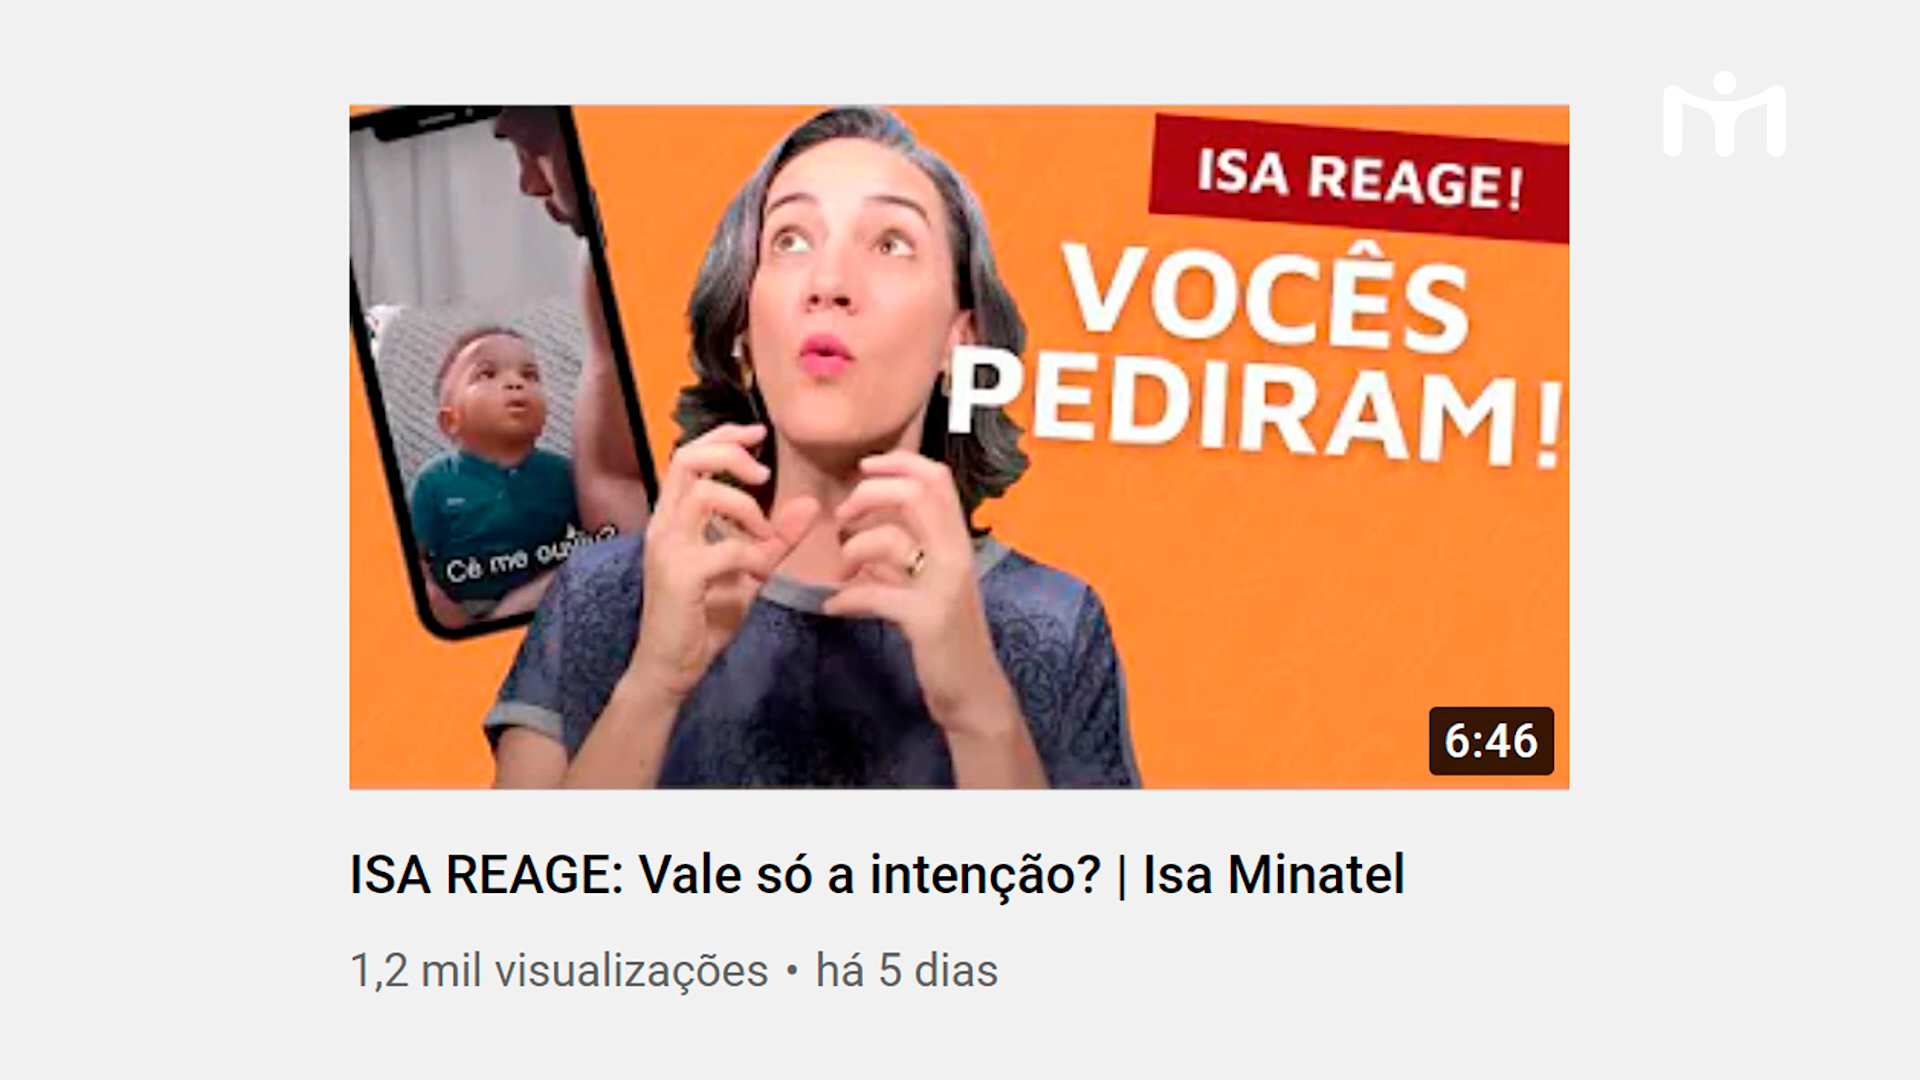 ISA REAGE!
VOCÊS
PEDIRAM!
Cê me ouviu?
6:46
ISA REAGE: Vale só a intenção? | Isa Minatel
1,2 mil visualizações • há 5 dias